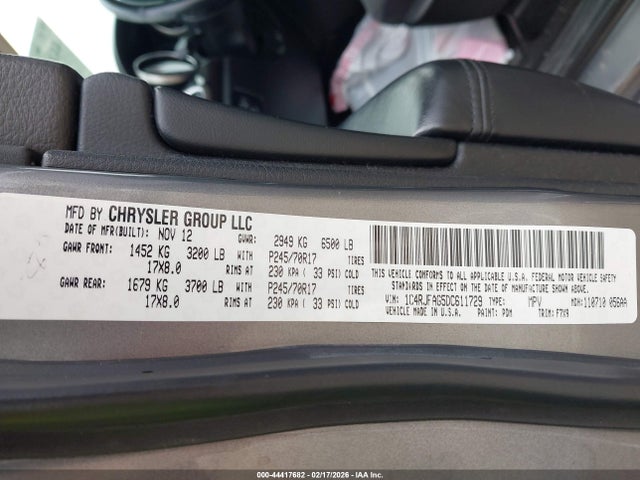 MFD BY CHRYSLER GROUP LLC
DATE OF MFR(BUILT): NOV 12 GVWR: 2949 KG 6500 LB
GAWR FRONT: 1452 KG 3200 LB WITH P245/70R17 TIRES
17X8.0 RIMS AT 230 KPA ( 33 PSI) COLD
GAWR REAR: 1679 KG 3700 LB WITH P245/70R17 TIRES
17X8.0 RIMS AT 230 KPA ( 33 PSI) COLD
THIS VEHICLE CONFORMS TO ALL APPLICABLE U.S.A. FEDERAL MOTOR VEHICLE SAFETY
STANDARDS IN EFFECT ON THE DATE OF MANUFACTURE SHOWN ABOVE.
VIN: 1C4RJFAG5DC611729 TYPE: MPV MDH:110710 056AA
VEHICLE MADE IN U.S.A. PAINT: PDM TRIM: F7X9
000-44417682 - 02/17/2026 - IAA LLC